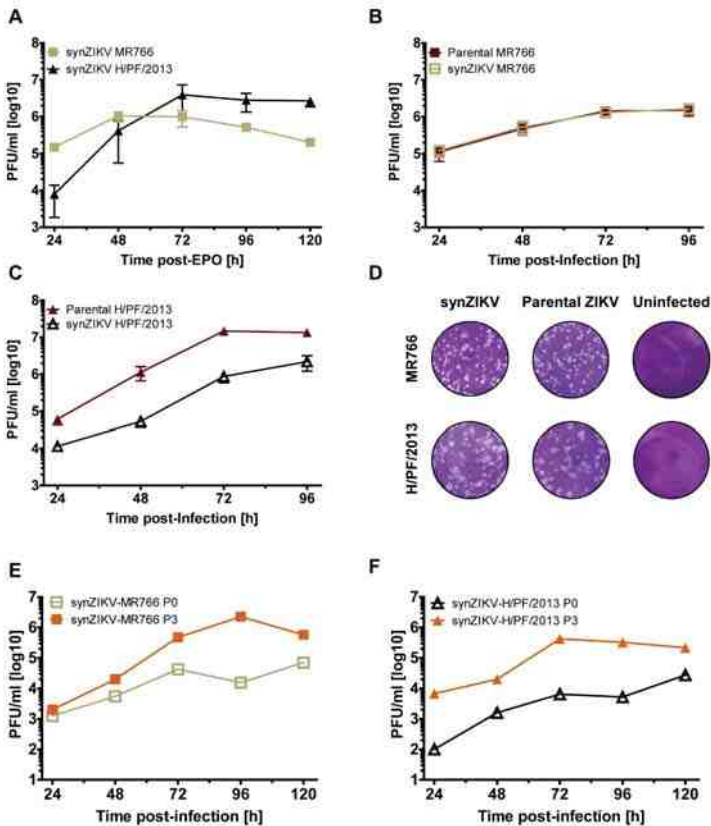 A
synZIKV MR766
synZIKV H/PF/2013
PFU/ml [log10]
8
7
6
5
4
3
24 48 72 96 120
Time post-EPO [h]
B
Parental MR766
synZIKV MR766
PFU/ml [log10]
8
7
6
5
4
3
24 48 72 96
Time post-Infection [h]
C
Parental H/PF/2013
synZIKV H/PF/2013
PFU/ml [log10]
8
7
6
5
4
3
24 48 72 96
Time post-Infection [h]
D
synZIKV Parental ZIKV Uninfected
MR766
H/PF/2013
E
synZIKV-MR766 P0
synZIKV-MR766 P3
PFU/ml [log10]
7
6
5
4
3
2
1
24 48 72 96 120
Time post-infection [h]
F
synZIKV-H/PF/2013 P0
synZIKV-H/PF/2013 P3
PFU/ml [log10]
7
6
5
4
3
2
1
24 48 72 96 120
Time post-infection [h]